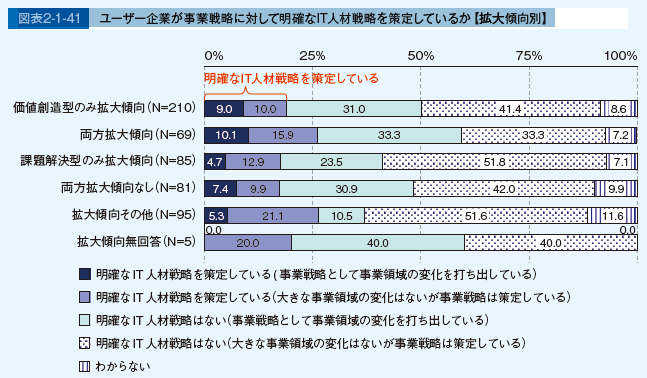 図表2-1-41 ユーザー企業が事業戦略に対して明確なIT人材戦略を策定しているか【拡大傾向別】
0% 25% 50% 75% 100%
明確なIT人材戦略を策定している
価値創造型のみ拡大傾向(N=210) 9.0 10.0 31.0 41.4 8.6
両方拡大傾向(N=69) 10.1 15.9 33.3 33.3 7.2
課題解決型のみ拡大傾向(N=85) 4.7 12.9 23.5 51.8 7.1
両方拡大傾向なし(N=81) 7.4 9.9 30.9 42.0 9.9
拡大傾向その他(N=95) 5.3 21.1 10.5 51.6 11.6
0.0 0.0
拡大傾向無回答(N=5) 20.0 40.0 40.0
明確なIT人材戦略を策定している(事業戦略として事業領域の変化を打ち出している)
明確なIT人材戦略を策定している(大きな事業領域の変化はないが事業戦略は策定している)
明確なIT人材戦略はない(事業戦略として事業領域の変化を打ち出している)
明確なIT人材戦略はない(大きな事業領域の変化はないが事業戦略は策定している)
わからない